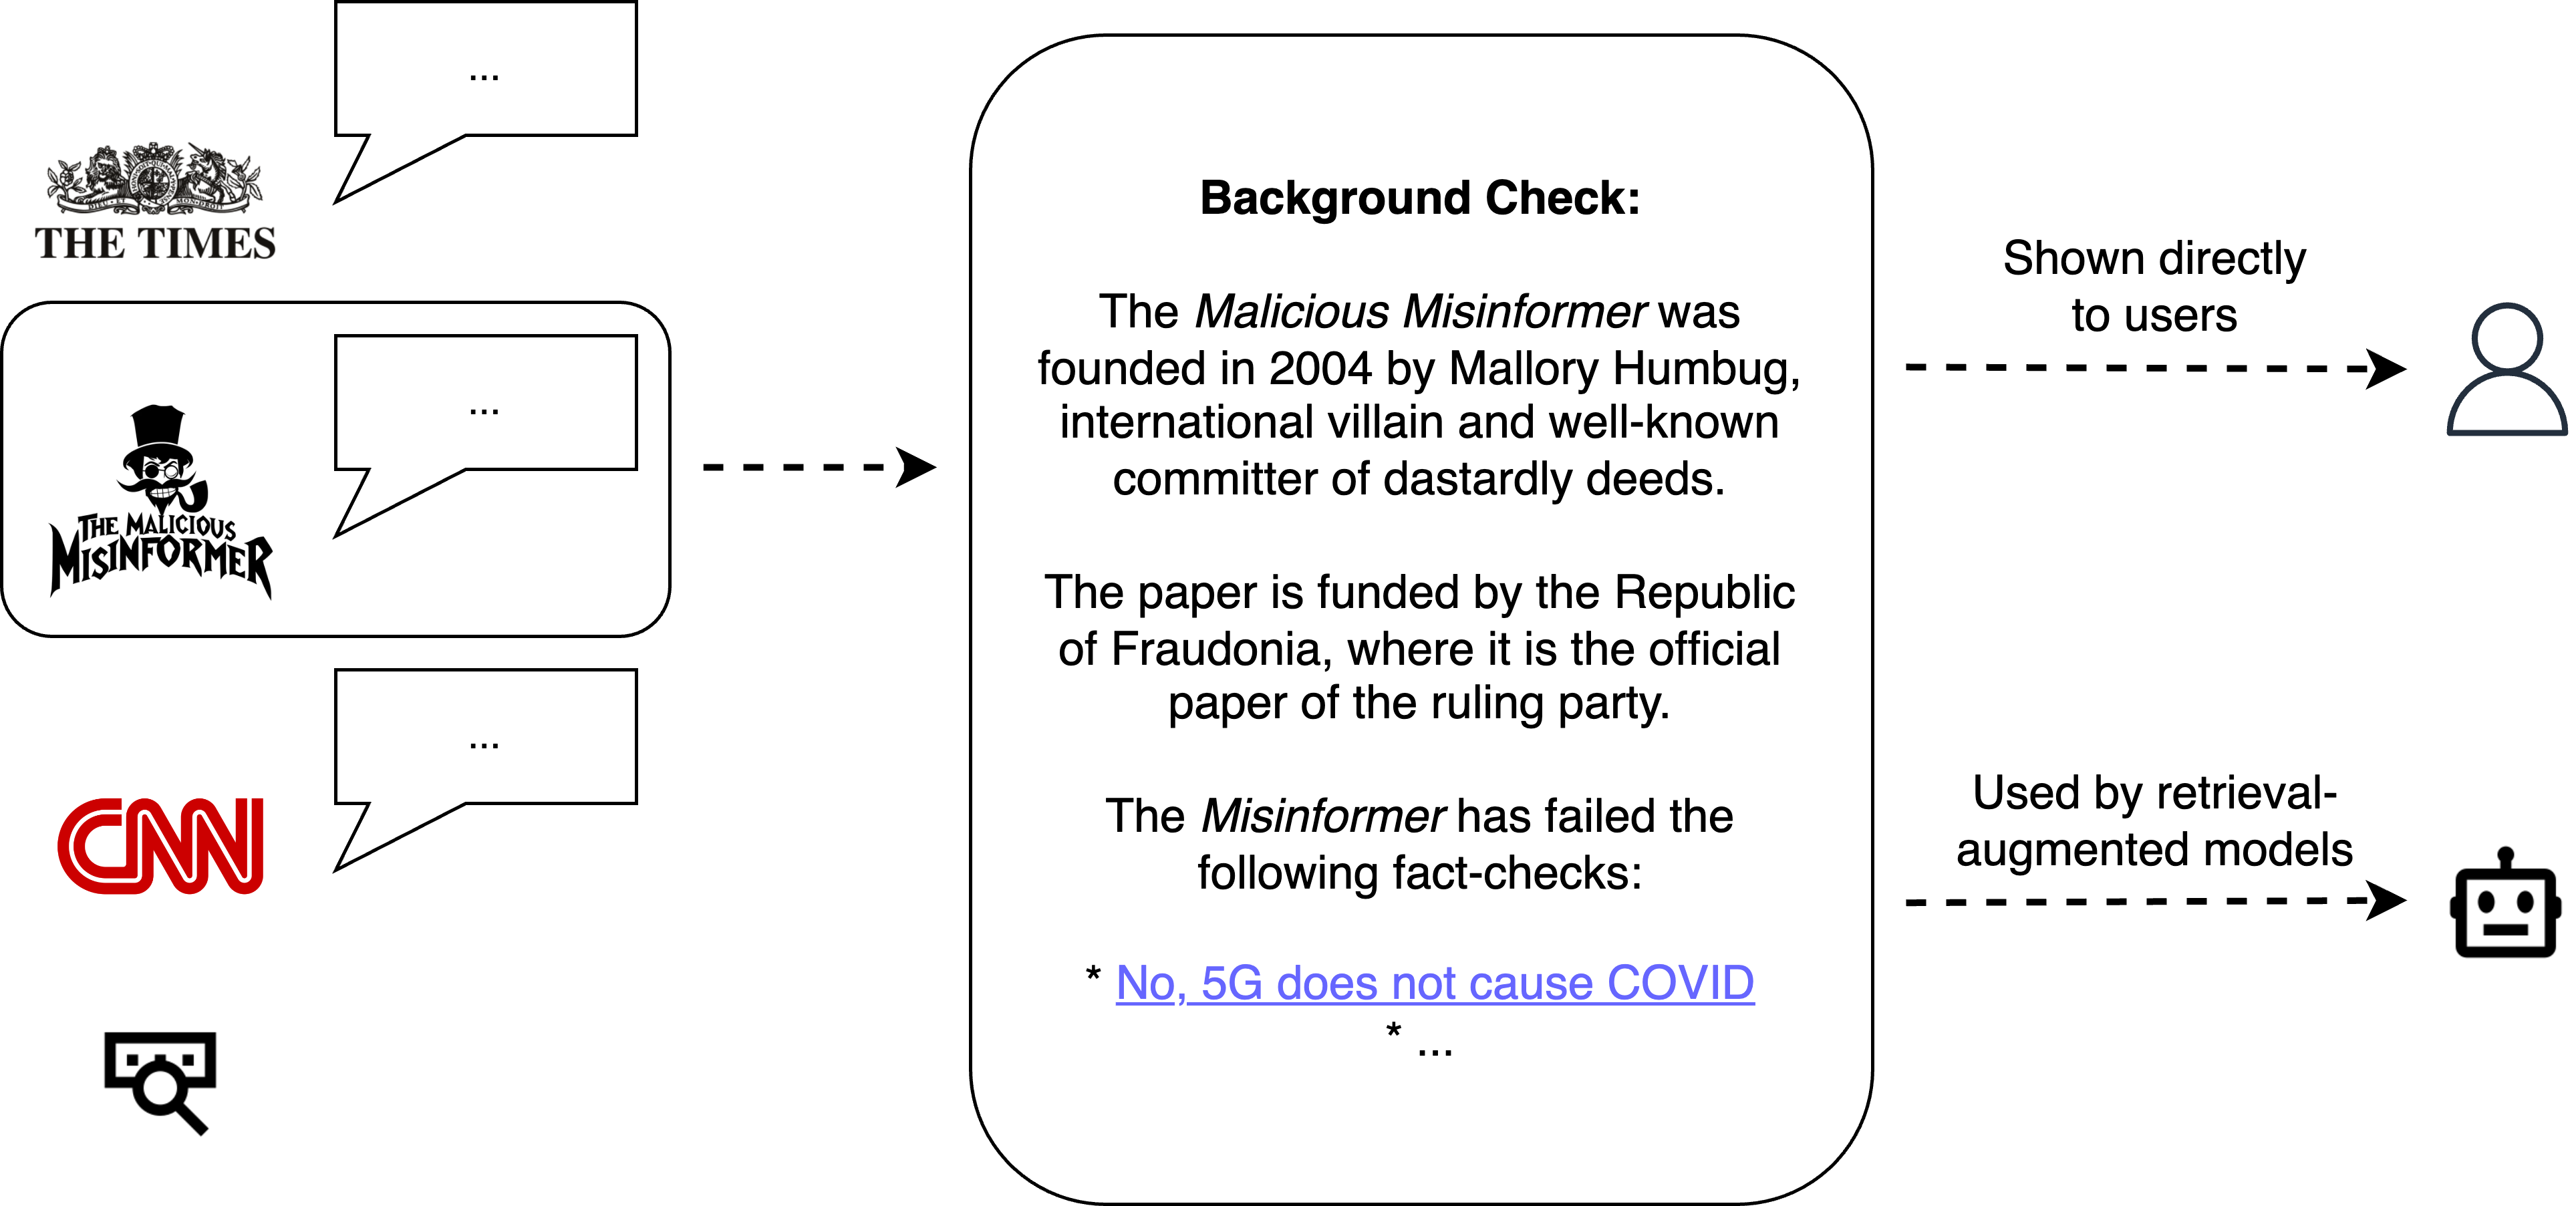 ...
THE TIMES
...
THE MALICIOUS
MISINFORMER
...
CNN
Background Check:
The Malicious Misinformer was
founded in 2004 by Mallory Humbug,
international villain and well-known
committer of dastardly deeds.
The paper is funded by the Republic
of Fraudonia, where it is the official
paper of the ruling party.
The Misinformer has failed the
following fact-checks:
* No, 5G does not cause COVID
* ...
Shown directly
to users
Used by retrieval-
augmented models